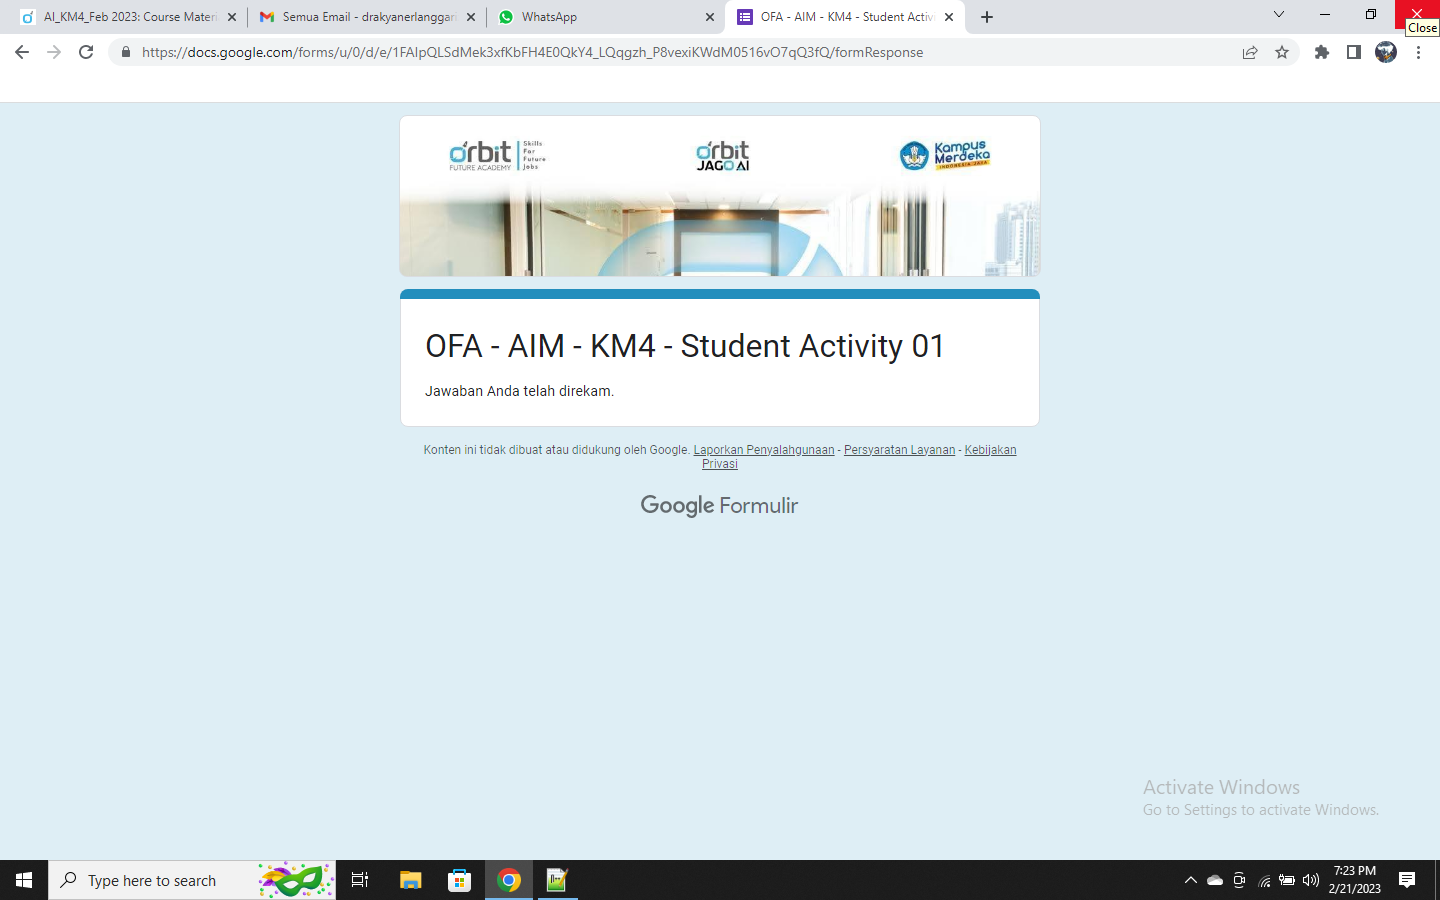 AI_KM4_Feb 2023: Course Materi
Semua Email - drakyanerlanggari
WhatsApp
OFA - AIM - KM4 - Student Activi
Close
https://docs.google.com/forms/u/0/d/e/1FAIpQLSdMek3xfKbFH4E0QkY4_LQqgzh_P8vexiKWdM0516vO7qQ3fQ/formResponse
orbit
FUTURE ACADEMY
Skills
For
Future
Jobs
orbit
JAGO AI
Kampus
Merdeka
INDONESIA JAYA
OFA - AIM - KM4 - Student Activity 01
Jawaban Anda telah direkam.
Konten ini tidak dibuat atau didukung oleh Google. Laporkan Penyalahgunaan - Persyaratan Layanan - Kebijakan
Privasi
Google Formulir
Activate Windows
Go to Settings to activate Windows.
Type here to search
7:23 PM
2/21/2023